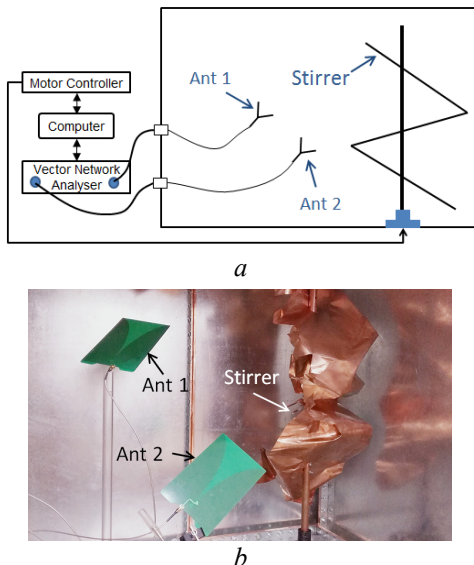 Motor Controller
Computer
Vector Network
Analyser
Ant 1
Stirrer
Ant 2
a
Ant 1
Stirrer
Ant 2
b